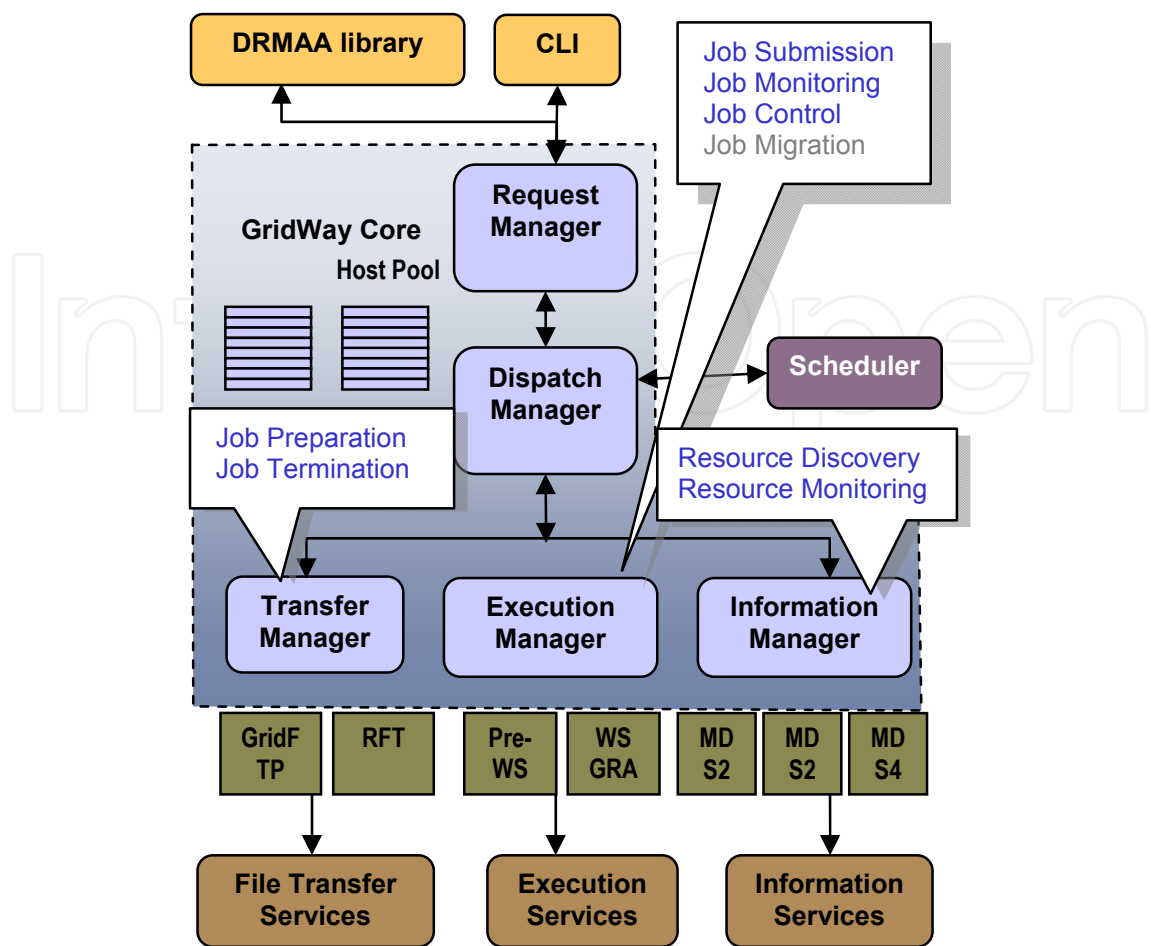 DRMAA library
CLI
Job Submission
Job Monitoring
Job Control
Job Migration
Request
Manager
GridWay Core
Host Pool
Dispatch
Manager
Scheduler
Job Preparation
Job Termination
Resource Discovery
Resource Monitoring
Transfer
Manager
Execution
Manager
Information
Manager
GridF
TP
RFT
Pre-
WS
WS
GRA
MD
S2
MD
S2
MD
S4
File Transfer
Services
Execution
Services
Information
Services